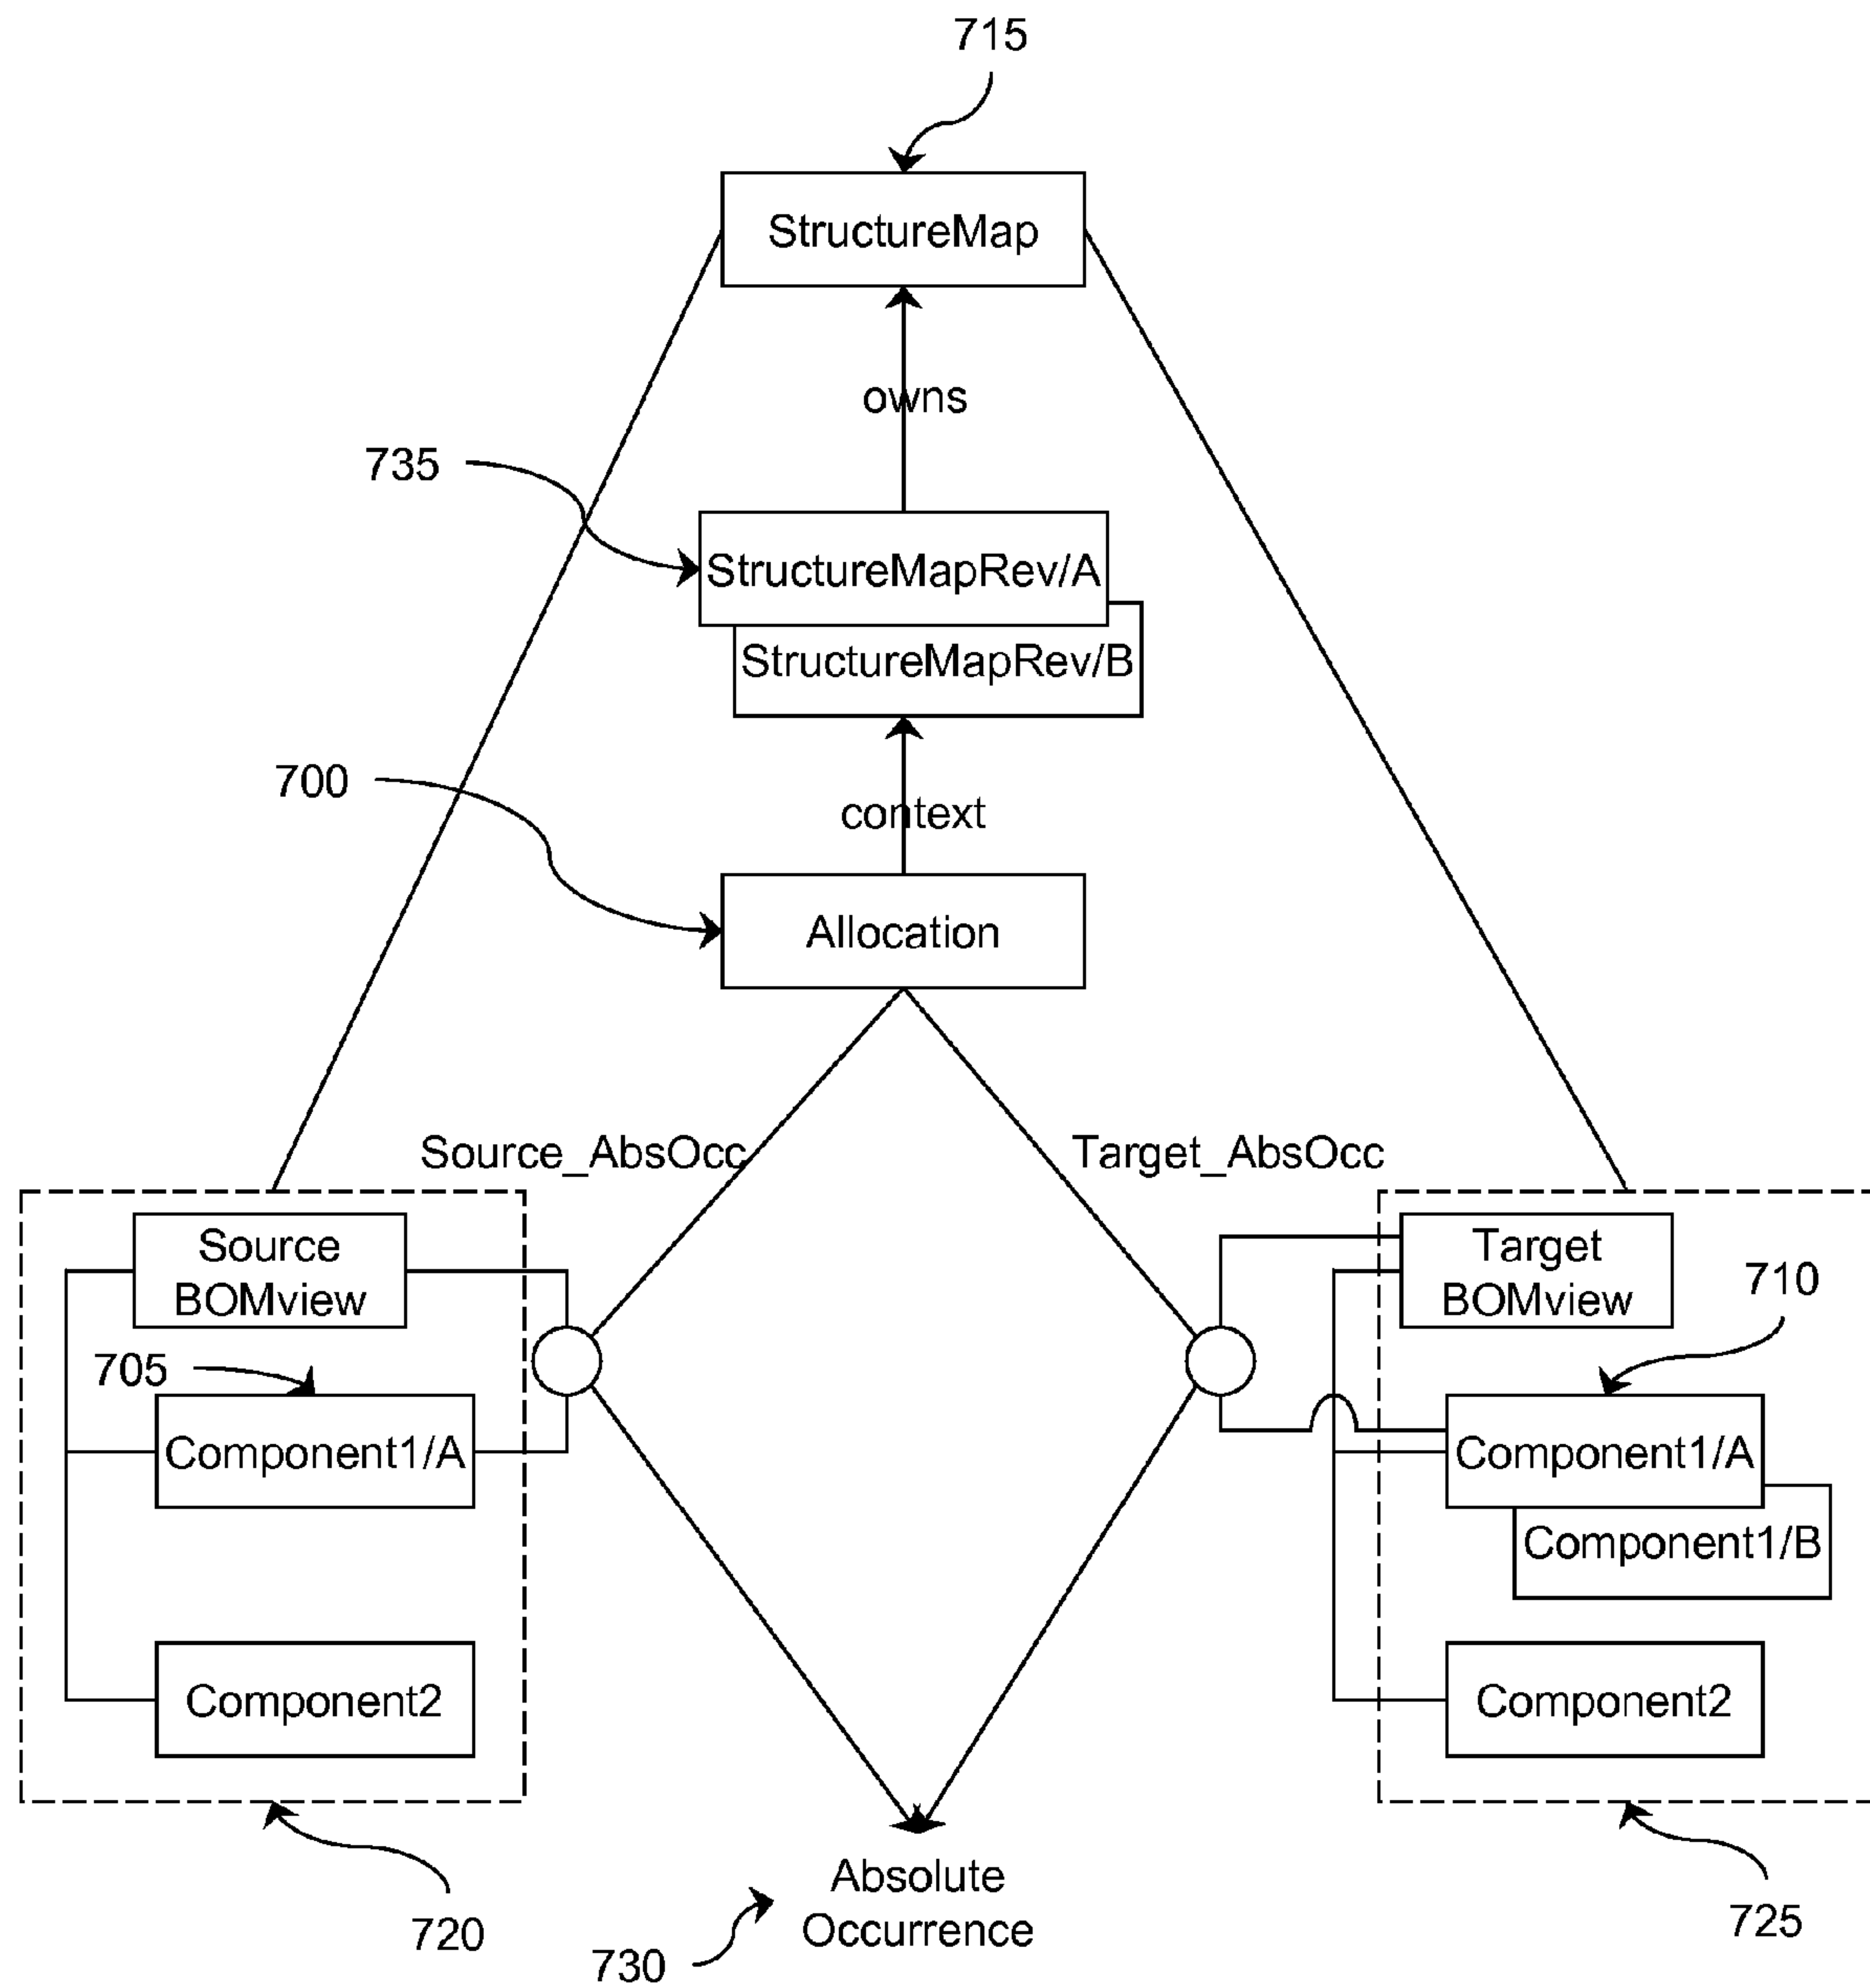 715
StructureMap
owns
735
StructureMapRev/A
StructureMapRev/B
700
context
Allocation
Source_AbsOcc
Target_AbsOcc
Source
BOMview
Target
BOMview
710
705
Component1/A
Component1/A
Component1/B
Component2
Component2
Absolute
Occurrence
720
725
730